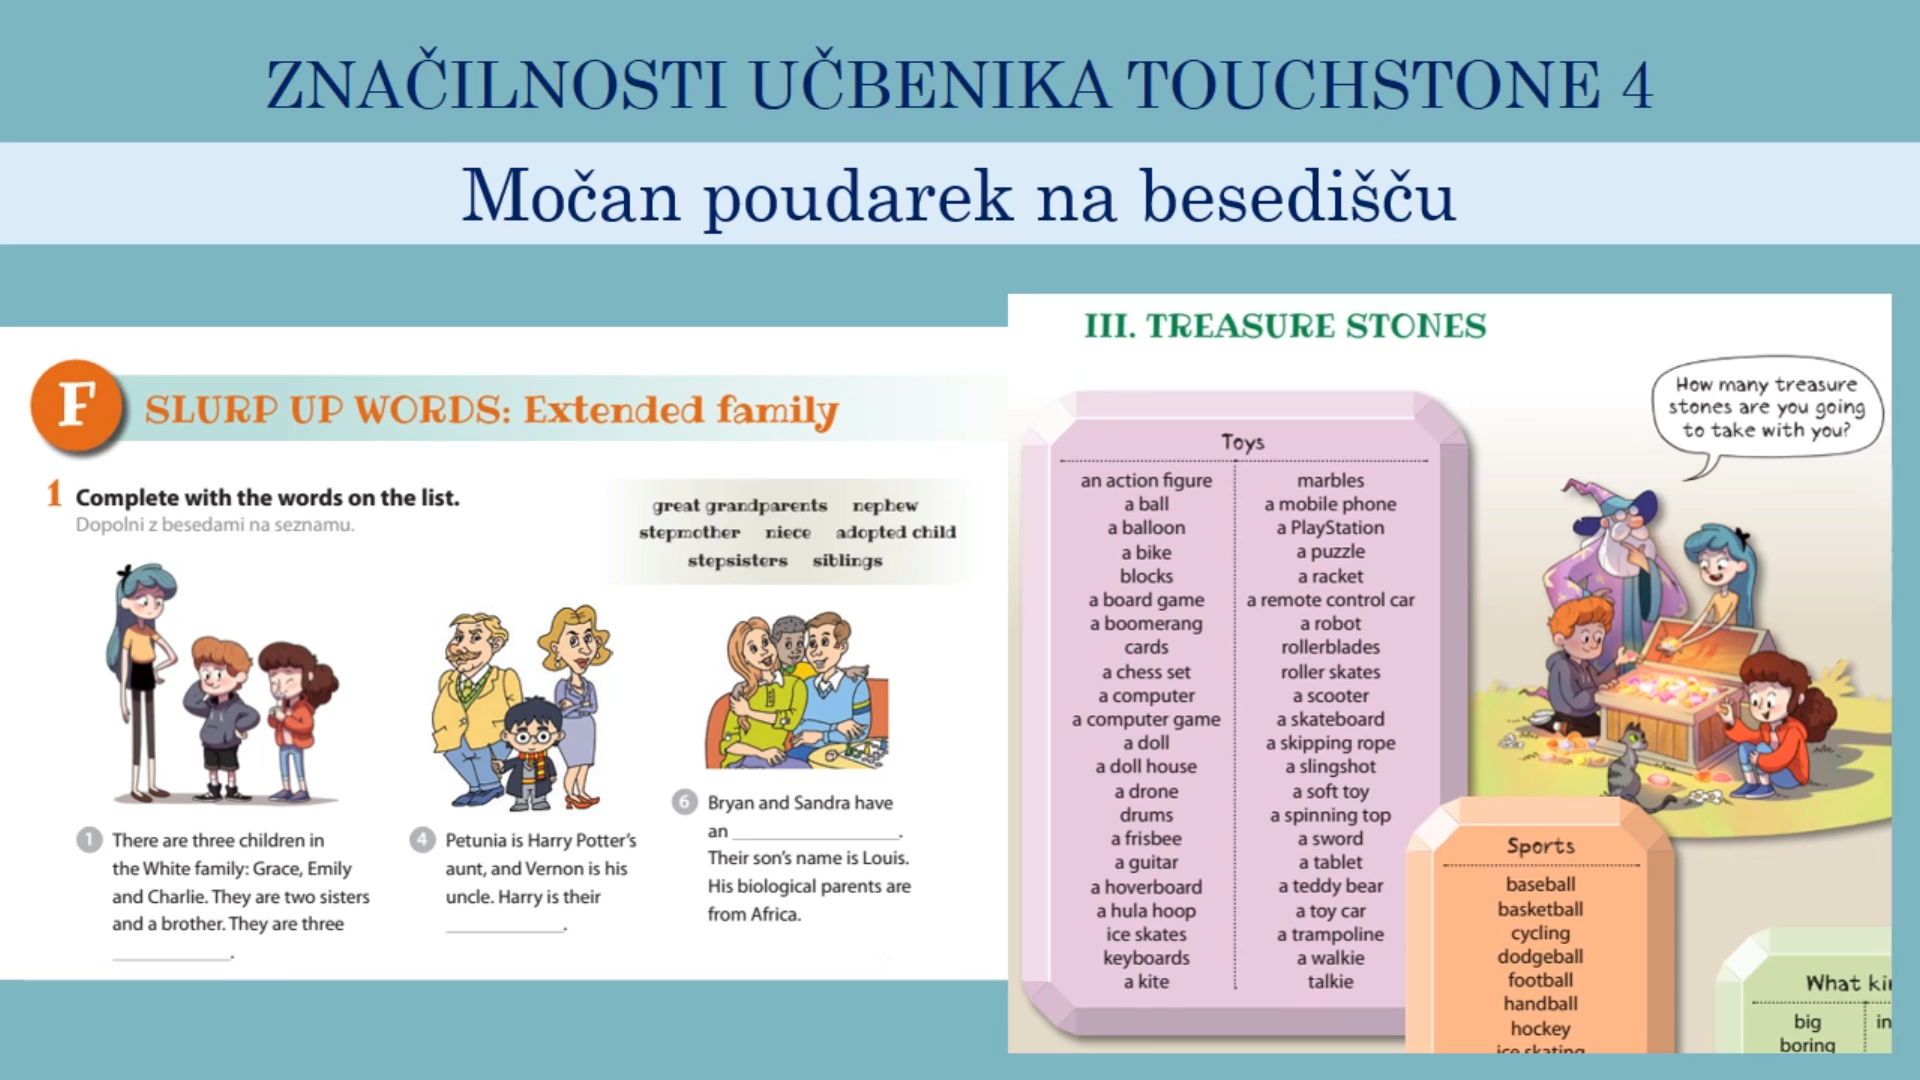 ZNAČILNOSTI UČBENIKA TOUCHSTONE 4
Močan poudarek na besedišču
F
SLURP UP WORDS: Extended family
1 Complete with the words on the list.
Dopolni z besedami na seznamu.
great grandparents nephew
stepmother niece adopted child
stepsisters siblings
1 There are three children in
the White family: Grace, Emily
and Charlie. They are two sisters
and a brother. They are three
____________.
4 Petunia is Harry Potter's
aunt, and Vernon is his
uncle. Harry is their
____________.
6 Bryan and Sandra have
an _________________.
Their son's name is Louis.
His biological parents are
from Africa.
III. TREASURE STONES
How many treasure
stones are you going
to take with you?
Toys
an action figure
a ball
a balloon
a bike
blocks
a board game
a boomerang
cards
a chess set
a computer
a computer game
a doll
a doll house
a drone
drums
a frisbee
a guitar
a hoverboard
a hula hoop
ice skates
keyboards
a kite
marbles
a mobile phone
a PlayStation
a puzzle
a racket
a remote control car
a robot
rollerblades
roller skates
a scooter
a skateboard
a skipping rope
a slingshot
a soft toy
a spinning top
a sword
a tablet
a teddy bear
a toy car
a trampoline
a walkie
talkie
Sports
baseball
basketball
cycling
dodgeball
football
handball
hockey
ice skating
What ki
big
boring
in